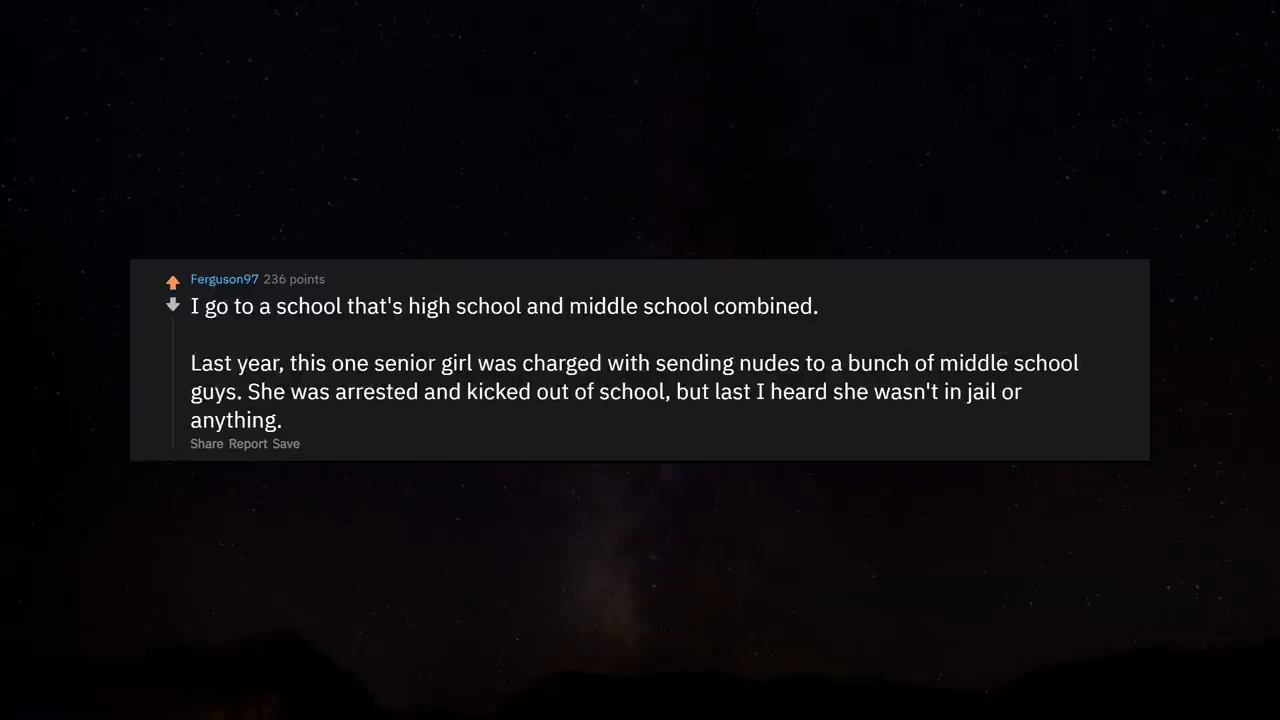 Ferguson97 236 points
I go to a school that's high school and middle school combined.
Last year, this one senior girl was charged with sending nudes to a bunch of middle school
guys. She was arrested and kicked out of school, but last I heard she wasn't in jail or
anything.
Share Report Save